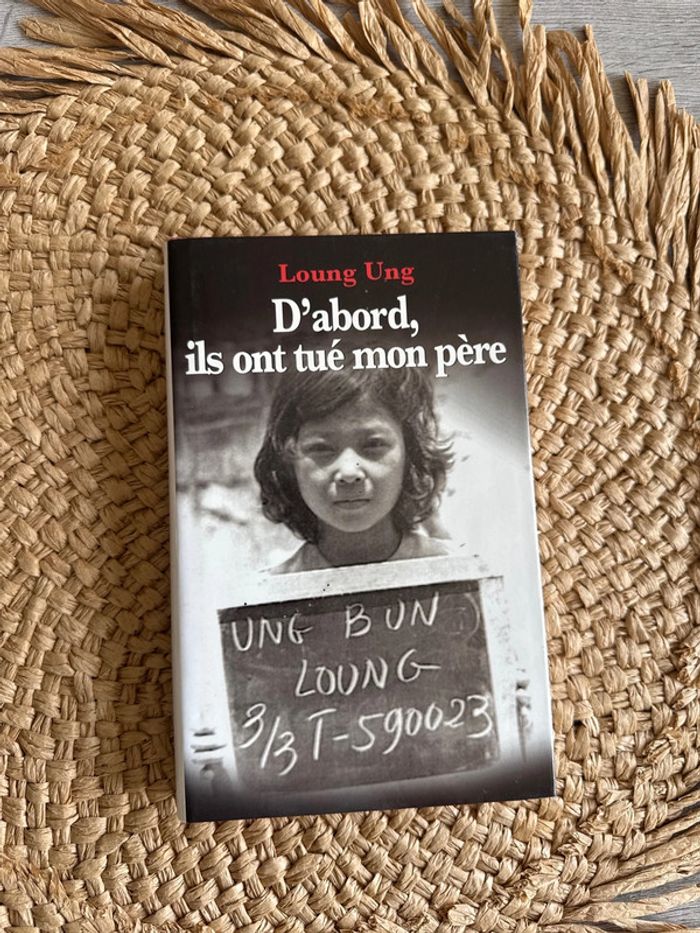 Loung Ung
D'abord,
ils ont tué mon père
UNG BUN
LOUNG
3/3 T-590023